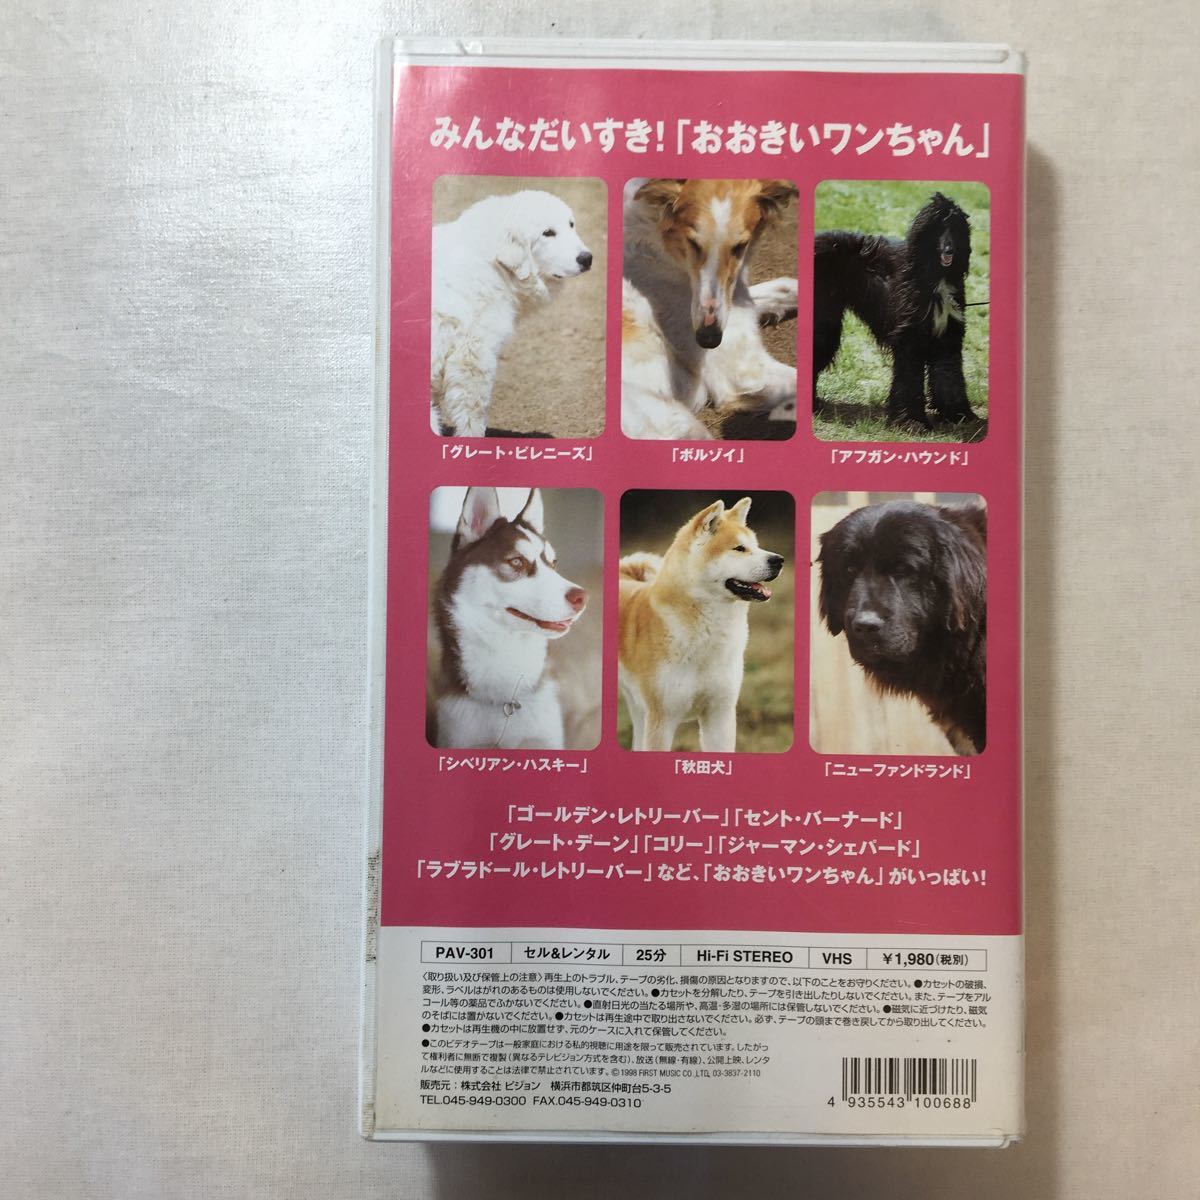 みんなだいすき！「おおきいワンちゃん」
「グレート・ピレニーズ」
「ボルゾイ」
「アフガン・ハウンド」
「シベリアン・ハスキー」
「秋田犬」
「ニューファンドランド」
「ゴールデン・レトリーバー」「セント・バーナード」
「グレート・デーン」「コリー」「ジャーマン・シェパード」
「ラブラドール・レトリーバー」など、「おおきいワンちゃん」がいっぱい！
PAV-301 セル&レンタル 25分 Hi-Fi STEREO VHS ￥1,980（税別）
〈取り扱い及び保管上の注意〉再生上のトラブル、テープの劣化、損傷の原因となりますので、以下のことをお守りください。●カセットの破損、
変形、ラベルはがれのあるものは使用しないでください。●カセットを分解したり、テープを引き出したりしないでください。また、テープをアル
コール等の薬品でふかないでください。●直射日光の当たる場所や、高温・多湿の場所には保管しないでください。●磁気に近づけたり、磁気
のそばには置かないでください。●カセットは再生途中で取り出さないでください。必ず、テープの頭まで巻き戻してから取り出してください。
●カセットは再生機の中に放置せず、元のケースに入れて保管してください。
●このビデオテープは一般家庭における私的視聴に用途を限って販売されています。したがっ
て権利者に無断で複製（異なるテレビジョン方式を含む）、放送（無線・有線）、公開上映、レンタ
ルなどに使用することは法律で禁止されています。©1998 FIRST MUSIC CO.,LTD. 03-3837-2110
販売元：株式会社 ピジョン 横浜市都筑区仲町台5-3-5
TEL.045-949-0300 FAX.045-949-0310
4 935543 100688